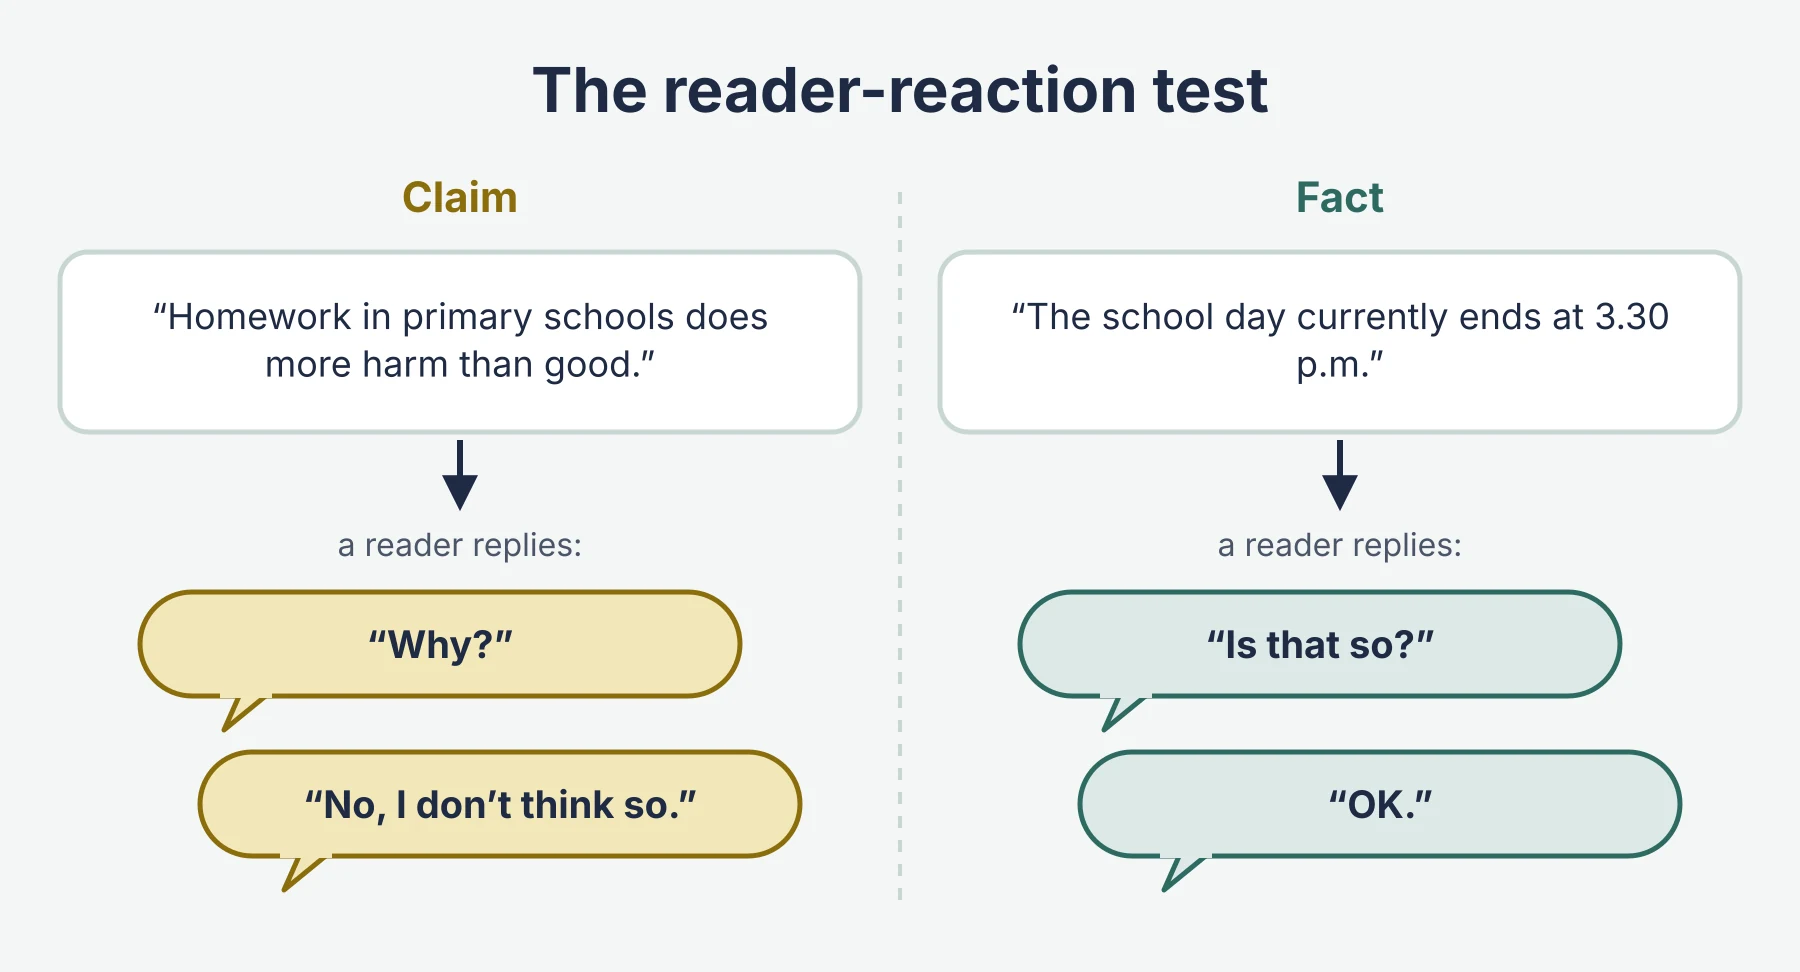 The reader-reaction test
Claim
“Homework in primary schools does
more harm than good.”
a reader replies:
“Why?”
“No, I don’t think so.”
Fact
“The school day currently ends at 3.30
p.m.”
a reader replies:
“Is that so?”
“OK.”